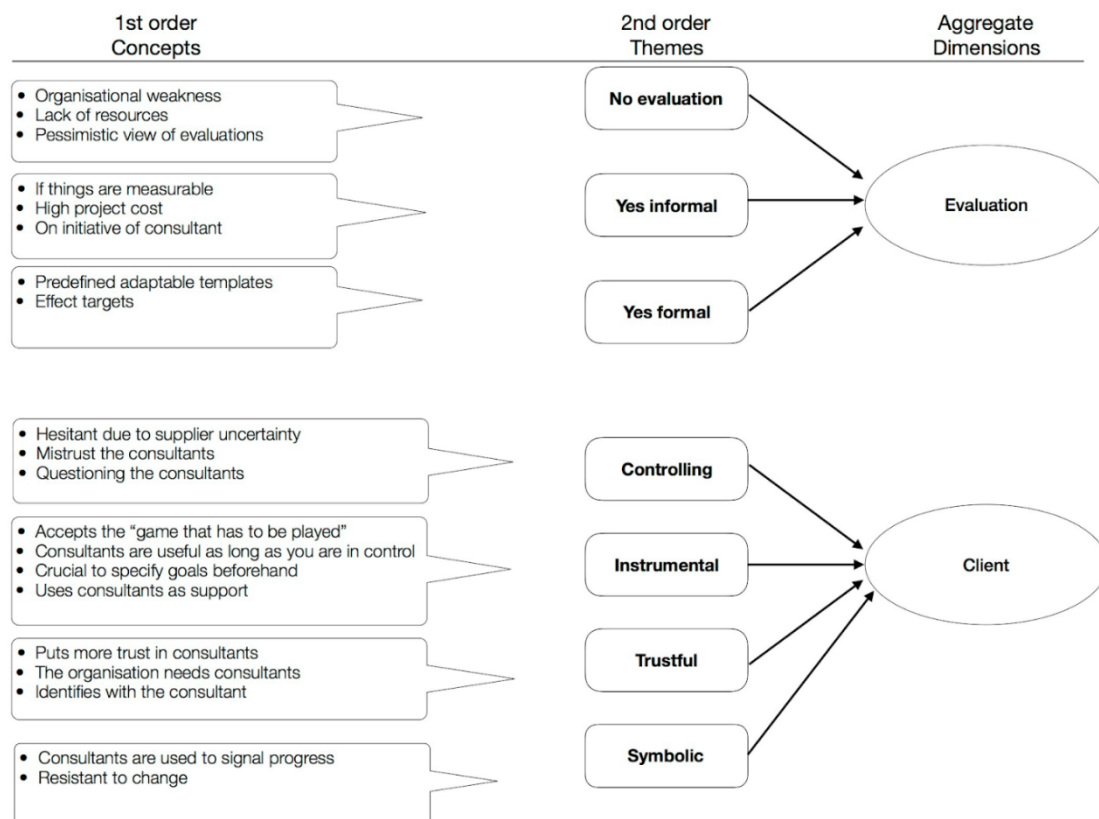 1st order
Concepts
2nd order
Themes
Aggregate
Dimensions
• Organisational weakness
• Lack of resources
• Pessimistic view of evaluations
No evaluation
• If things are measurable
• High project cost
• On initiative of consultant
Yes informal
Evaluation
• Predefined adaptable templates
• Effect targets
Yes formal
• Hesitant due to supplier uncertainty
• Mistrust the consultants
• Questioning the consultants
Controlling
• Accepts the “game that has to be played”
• Consultants are useful as long as you are in control
• Crucial to specify goals beforehand
• Uses consultants as support
Instrumental
Client
• Puts more trust in consultants
• The organisation needs consultants
• Identifies with the consultant
Trustful
• Consultants are used to signal progress
• Resistant to change
Symbolic